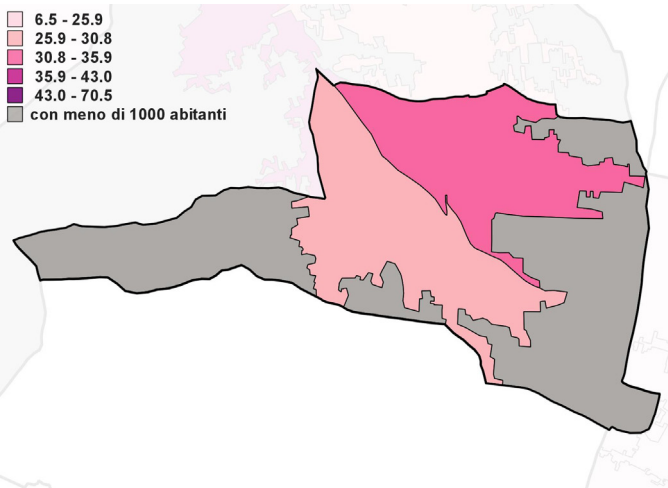 6.5 - 25.9
25.9 - 30.8
30.8 - 35.9
35.9 - 43.0
43.0 - 70.5
con meno di 1000 abitanti